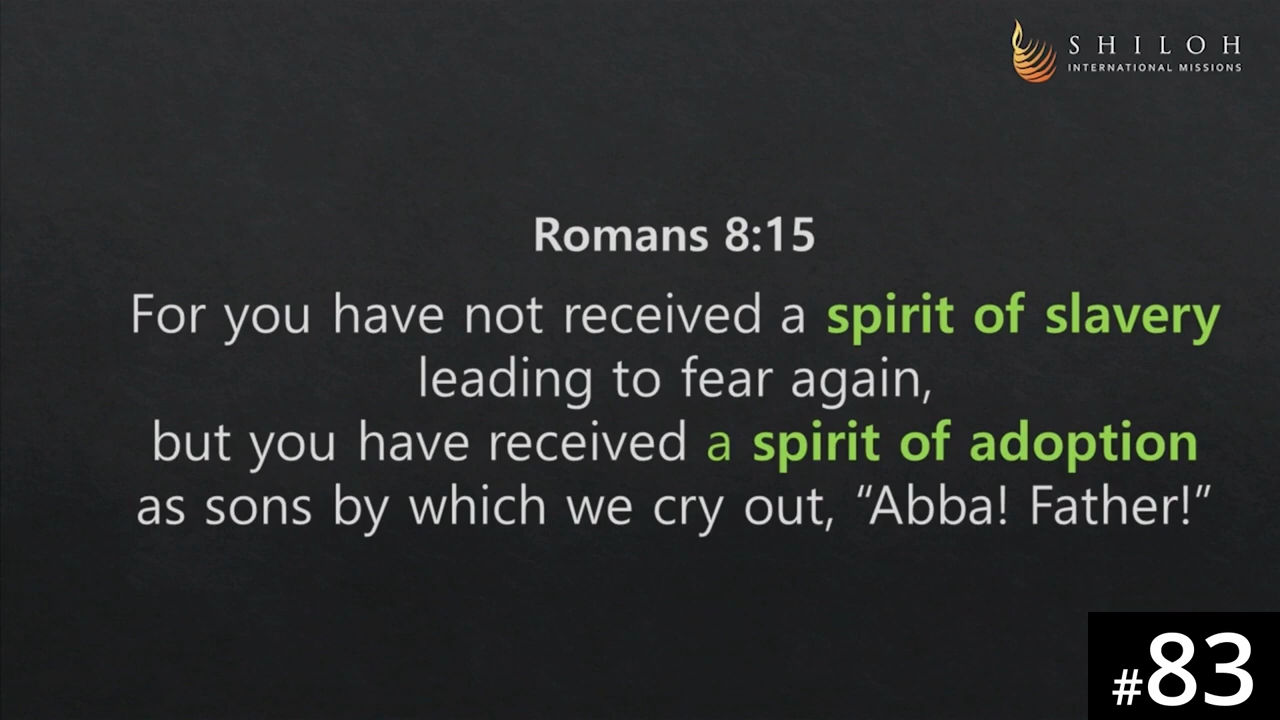 SHILOH
INTERNATIONAL MISSIONS
Romans 8:15
For you have not received a spirit of slavery
leading to fear again,
but you have received a spirit of adoption
as sons by which we cry out, “Abba! Father!”
#83